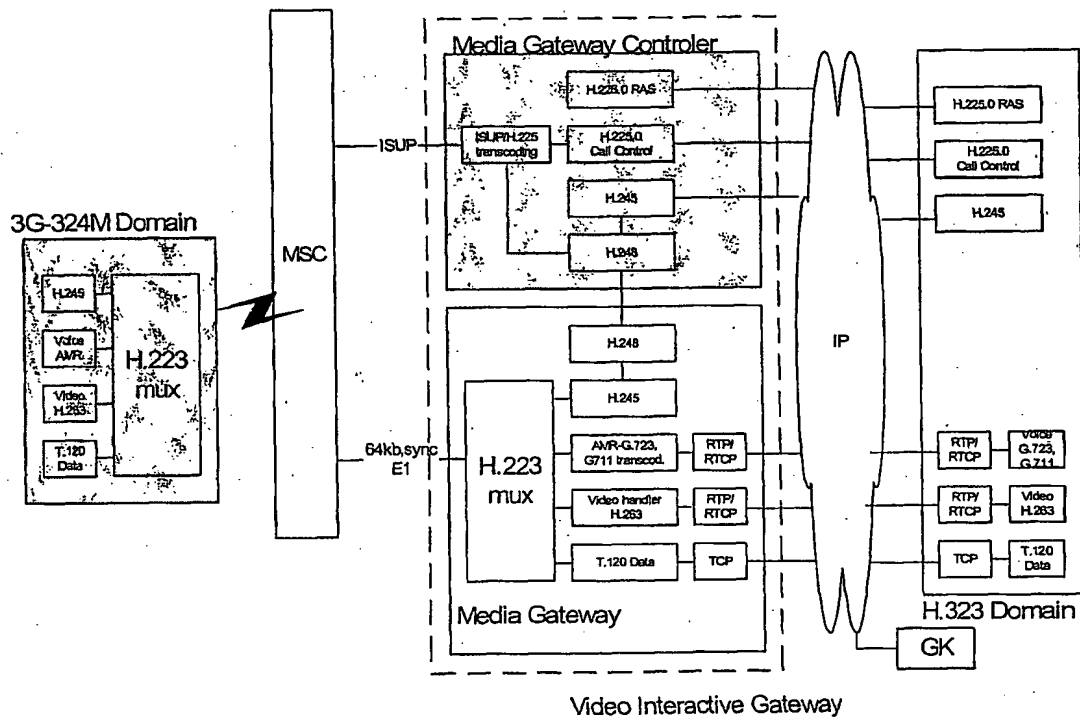 Media Gateway Controler
H.225.0 RAS
ISUP/H.225
transcoding
H.225.0
Call Control
ISUP
H.245
H.248
3G-324M Domain
H.245
Voice
AMR
Video
H.263
T.120
Data
H.223
mux
MSC
64kb,sync
E1
H.248
H.245
H.223
mux
AMR-G.723,
G711 transcod.
RTP/
RTCP
Video handler
H.263
RTP/
RTCP
T.120 Data
TCP
Media Gateway
IP
H.225.0 RAS
H.225.0
Call Control
H.245
RTP/
RTCP
Voice
G.723,
G.711
RTP/
RTCP
Video
H.263
TCP
T.120
Data
H.323 Domain
GK
Video Interactive Gateway